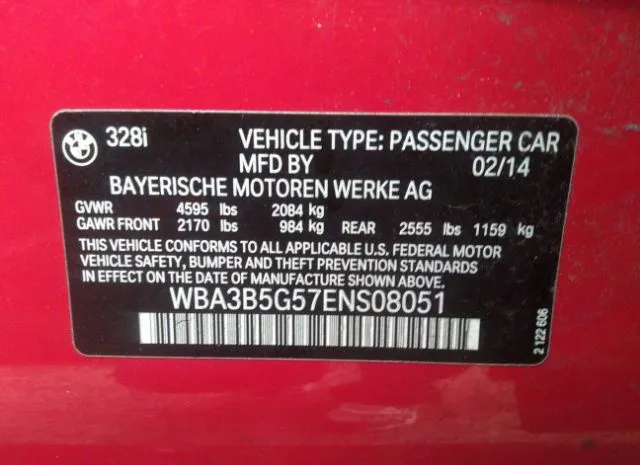 328i VEHICLE TYPE: PASSENGER CAR
MFD BY 02/14
BAYERISCHE MOTOREN WERKE AG
GVWR 4595 lbs 2084 kg
GAWR FRONT 2170 lbs 984 kg REAR 2555 lbs 1159 kg
THIS VEHICLE CONFORMS TO ALL APPLICABLE U.S. FEDERAL MOTOR
VEHICLE SAFETY, BUMPER AND THEFT PREVENTION STANDARDS
IN EFFECT ON THE DATE OF MANUFACTURE SHOWN ABOVE.
WBA3B5G57ENS08051
2 122 606